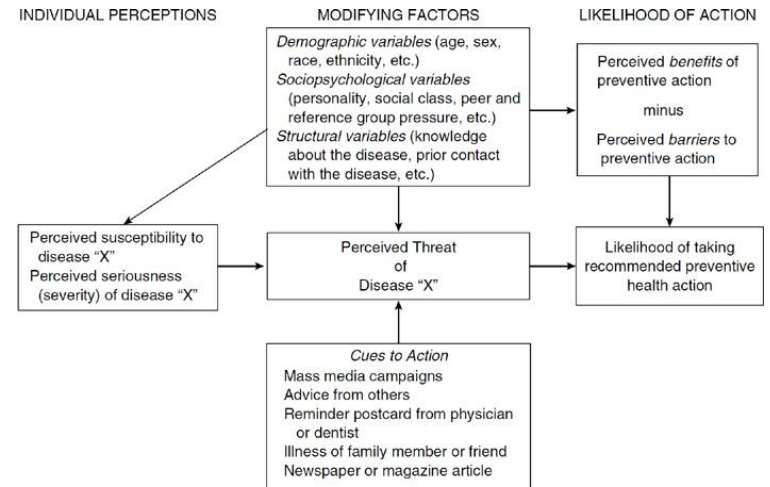 INDIVIDUAL PERCEPTIONS
MODIFYING FACTORS
LIKELIHOOD OF ACTION
Demographic variables (age, sex,
race, ethnicity, etc.)
Sociopsychological variables
(personality, social class, peer and
reference group pressure, etc.)
Structural variables (knowledge
about the disease, prior contact
with the disease, etc.)
Perceived benefits of
preventive action
minus
Perceived barriers to
preventive action
Perceived susceptibility to
disease “X”
Perceived seriousness
(severity) of disease “X”
Perceived Threat
of
Disease “X”
Likelihood of taking
recommended preventive
health action
Cues to Action
Mass media campaigns
Advice from others
Reminder postcard from physician
or dentist
Illness of family member or friend
Newspaper or magazine article